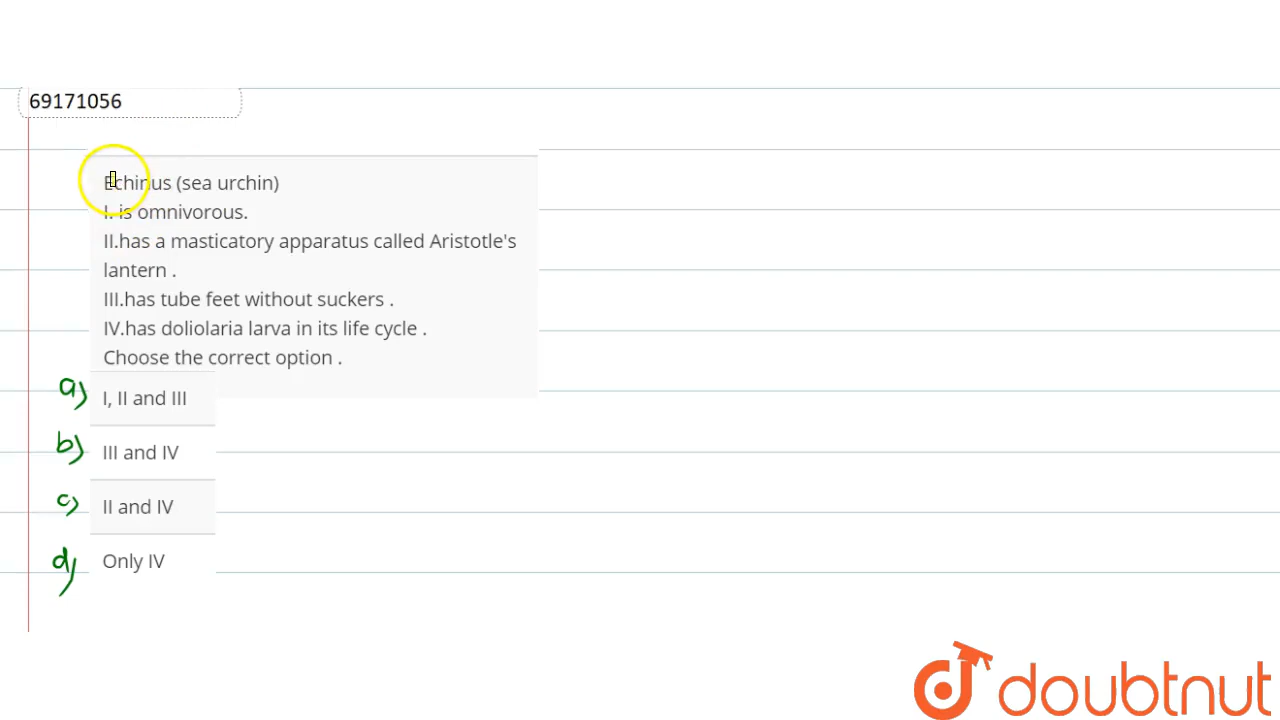 69171056
Echinus (sea urchin)
I. is omnivorous.
II.has a masticatory apparatus called Aristotle's
lantern .
III.has tube feet without suckers .
IV.has doliolaria larva in its life cycle .
Choose the correct option .
a) I, II and III
b) III and IV
c) II and IV
d) Only IV
doubtnut